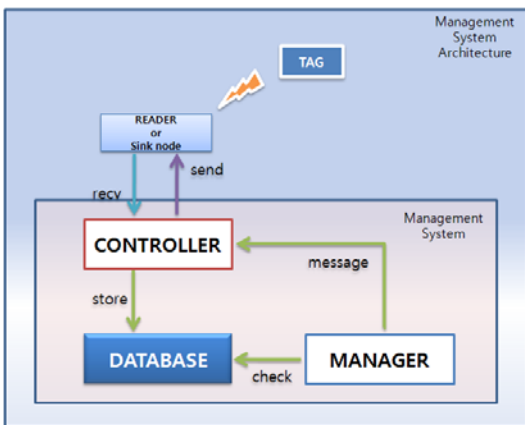 Management
System
Architecture
TAG
READER
or
Sink node
send
recv
Management
System
CONTROLLER
message
store
DATABASE
MANAGER
check